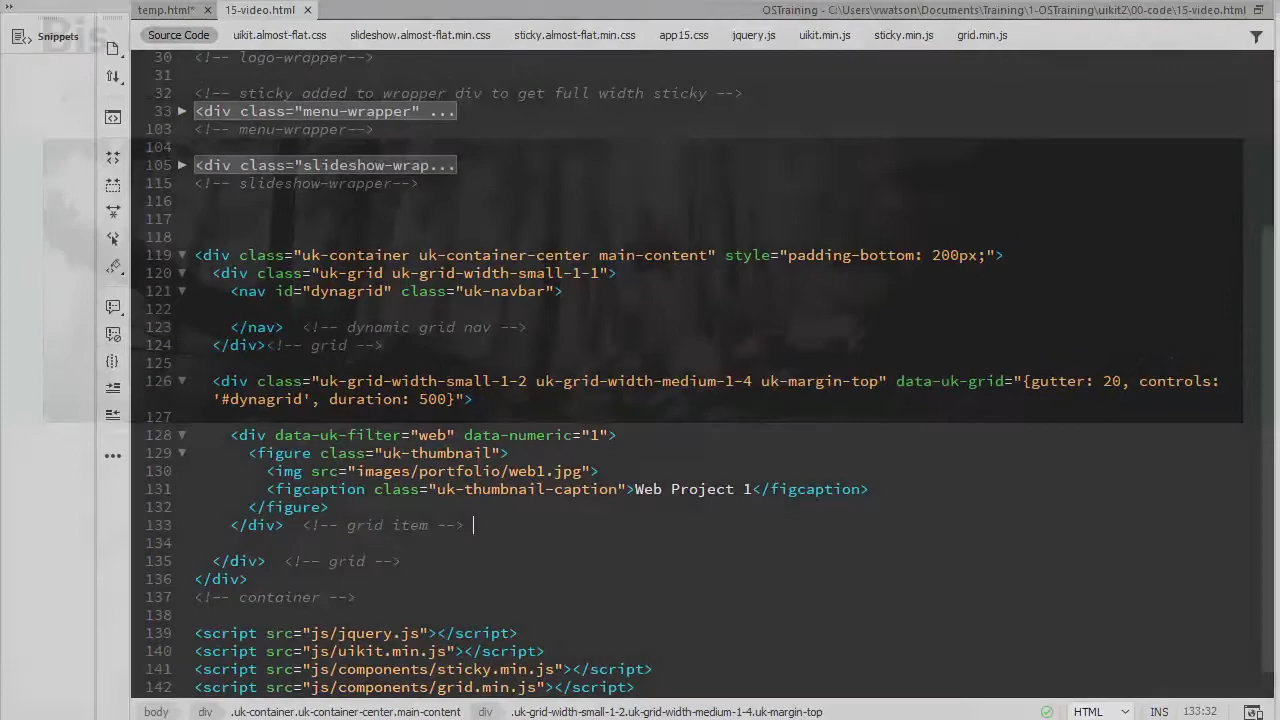 temp.html*
15-video.html
OSTraining - C:\Users\vwatson\Documents\Training\1-OSTraining\uikit2\00-code\15-video.html
Snippets
Source Code uikit.almost-flat.css slideshow.almost-flat.min.css sticky.almost-flat.min.css app15.css jquery.js uikit.min.js sticky.min.js grid.min.js
30 <!-- logo-wrapper-->
31
32 <!-- sticky added to wrapper div to get full width sticky -->
33 <div class="menu-wrapper" ...
103 <!-- menu-wrapper-->
104
105 <div class="slideshow-wrap...
115 <!-- slideshow-wrapper-->
116
117
118
119 <div class="uk-container uk-container-center main-content" style="padding-bottom: 200px;">
120 <div class="uk-grid uk-grid-width-small-1-1">
121 <nav id="dynagrid" class="uk-navbar">
122
123 </nav> <!-- dynamic grid nav -->
124 </div><!-- grid -->
125
126 <div class="uk-grid-width-small-1-2 uk-grid-width-medium-1-4 uk-margin-top" data-uk-grid="{gutter: 20, controls:
'#dynagrid', duration: 500}">
127
128 <div data-uk-filter="web" data-numeric="1">
129 <figure class="uk-thumbnail">
130 <img src="images/portfolio/web1.jpg">
131 <figcaption class="uk-thumbnail-caption">Web Project 1</figcaption>
132 </figure>
133 </div> <!-- grid item -->
134
135 </div> <!-- grid -->
136 </div>
137 <!-- container -->
138
139 <script src="js/jquery.js"></script>
140 <script src="js/uikit.min.js"></script>
141 <script src="js/components/sticky.min.js"></script>
142 <script src="js/components/grid.min.js"></script>
body div .uk-container.uk-container-center.main-content div .uk-grid-width-small-1-2.uk-grid-width-medium-1-4.uk-margin-top HTML INS 133:32